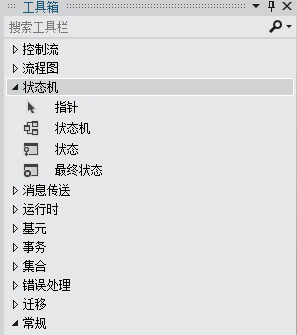 工具箱
搜索工具栏
控制流
流程图
状态机
指针
状态机
状态
最终状态
消息传送
运行时
基元
事务
集合
错误处理
迁移
常规